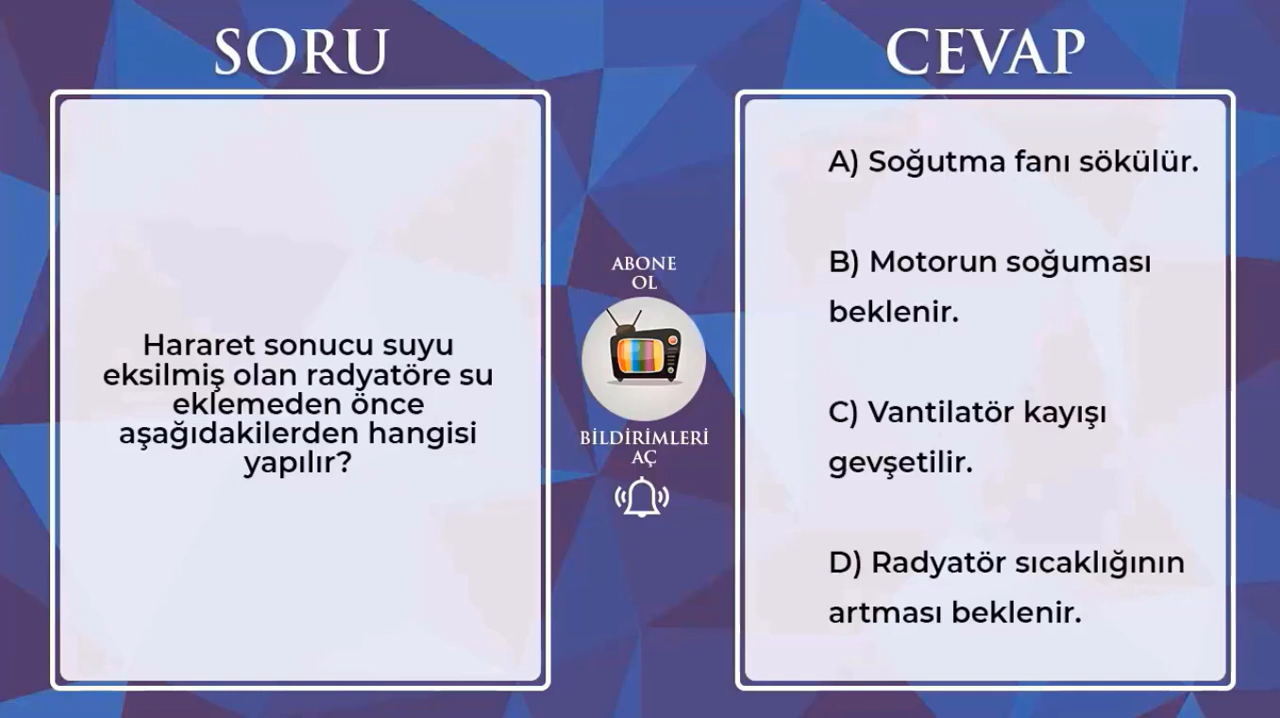 SORU
Hararet sonucu suyu
eksilmiş olan radyatöre su
eklemeden önce
aşağıdakilerden hangisi
yapılır?
ABONE
OL
BİLDİRİMLERİ
AÇ
CEVAP
A) Soğutma fanı sökülür.
B) Motorun soğuması
beklenir.
C) Vantilatör kayışı
gevşetilir.
D) Radyatör sıcaklığının
artması beklenir.